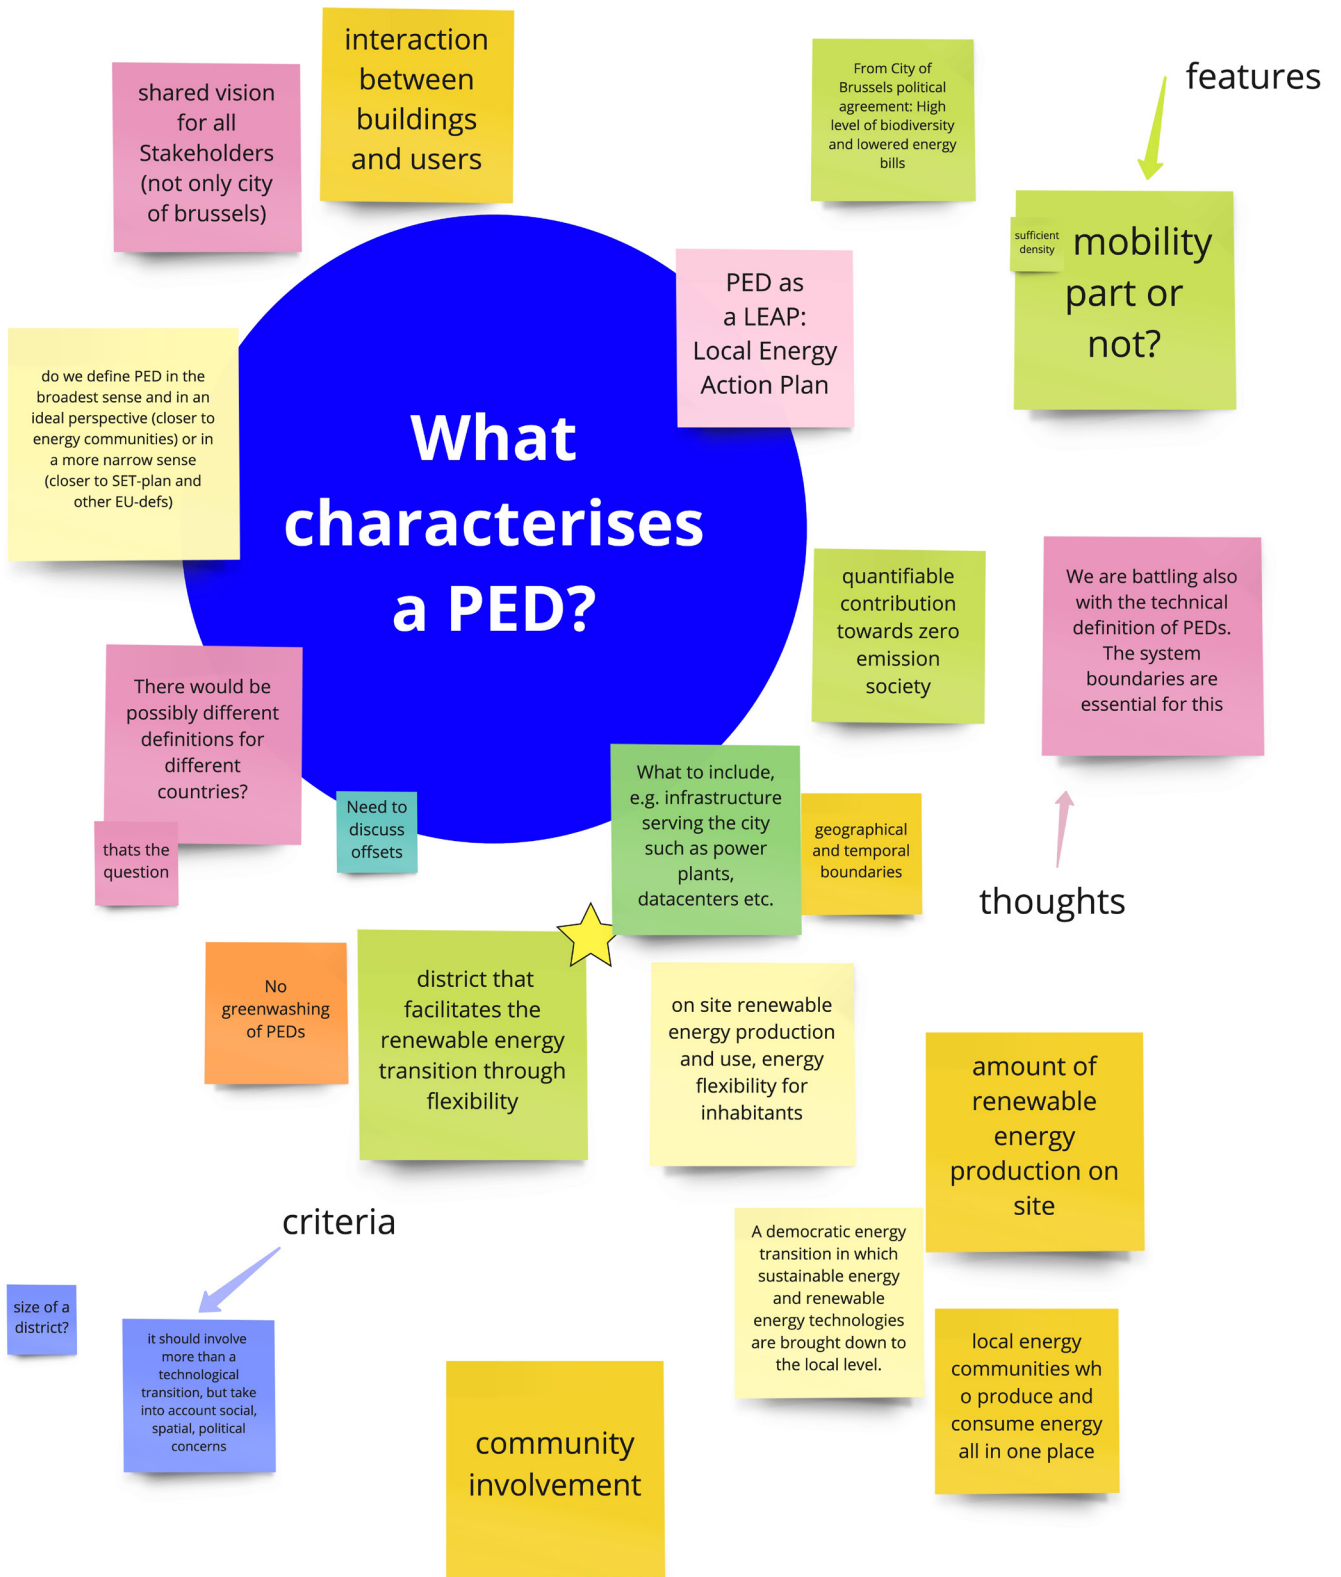 interaction
between
buildings
and users
shared vision
for all
Stakeholders
(not only city
of brussels)
From City of
Brussels political
agreement: High
level of biodiversity
and lowered energy
bills
features
sufficient
density
mobility
part or
not?
PED as
a LEAP:
Local Energy
Action Plan
do we define PED in the
broadest sense and in an
ideal perspective (closer to
energy communities) or in
a more narrow sense
(closer to SET-plan and
other EU-defs)
What
characterises
a PED?
quantifiable
contribution
towards zero
emission
society
We are battling also
with the technical
definition of PEDs.
The system
boundaries are
essential for this
There would be
possibly different
definitions for
different
countries?
thats the
question
Need to
discuss
offsets
What to include,
e.g. infrastructure
serving the city
such as power
plants,
datacenters etc.
geographical
and temporal
boundaries
thoughts
No
greenwashing
of PEDs
district that
facilitates the
renewable energy
transition through
flexibility
on site renewable
energy production
and use, energy
flexibility for
inhabitants
amount of
renewable
energy
production on
site
criteria
A democratic energy
transition in which
sustainable energy
and renewable
energy technologies
are brought down to
the local level.
size of a
district?
it should involve
more than a
technological
transition, but take
into account social,
spatial, political
concerns
local energy
communities wh
o produce and
consume energy
all in one place
community
involvement